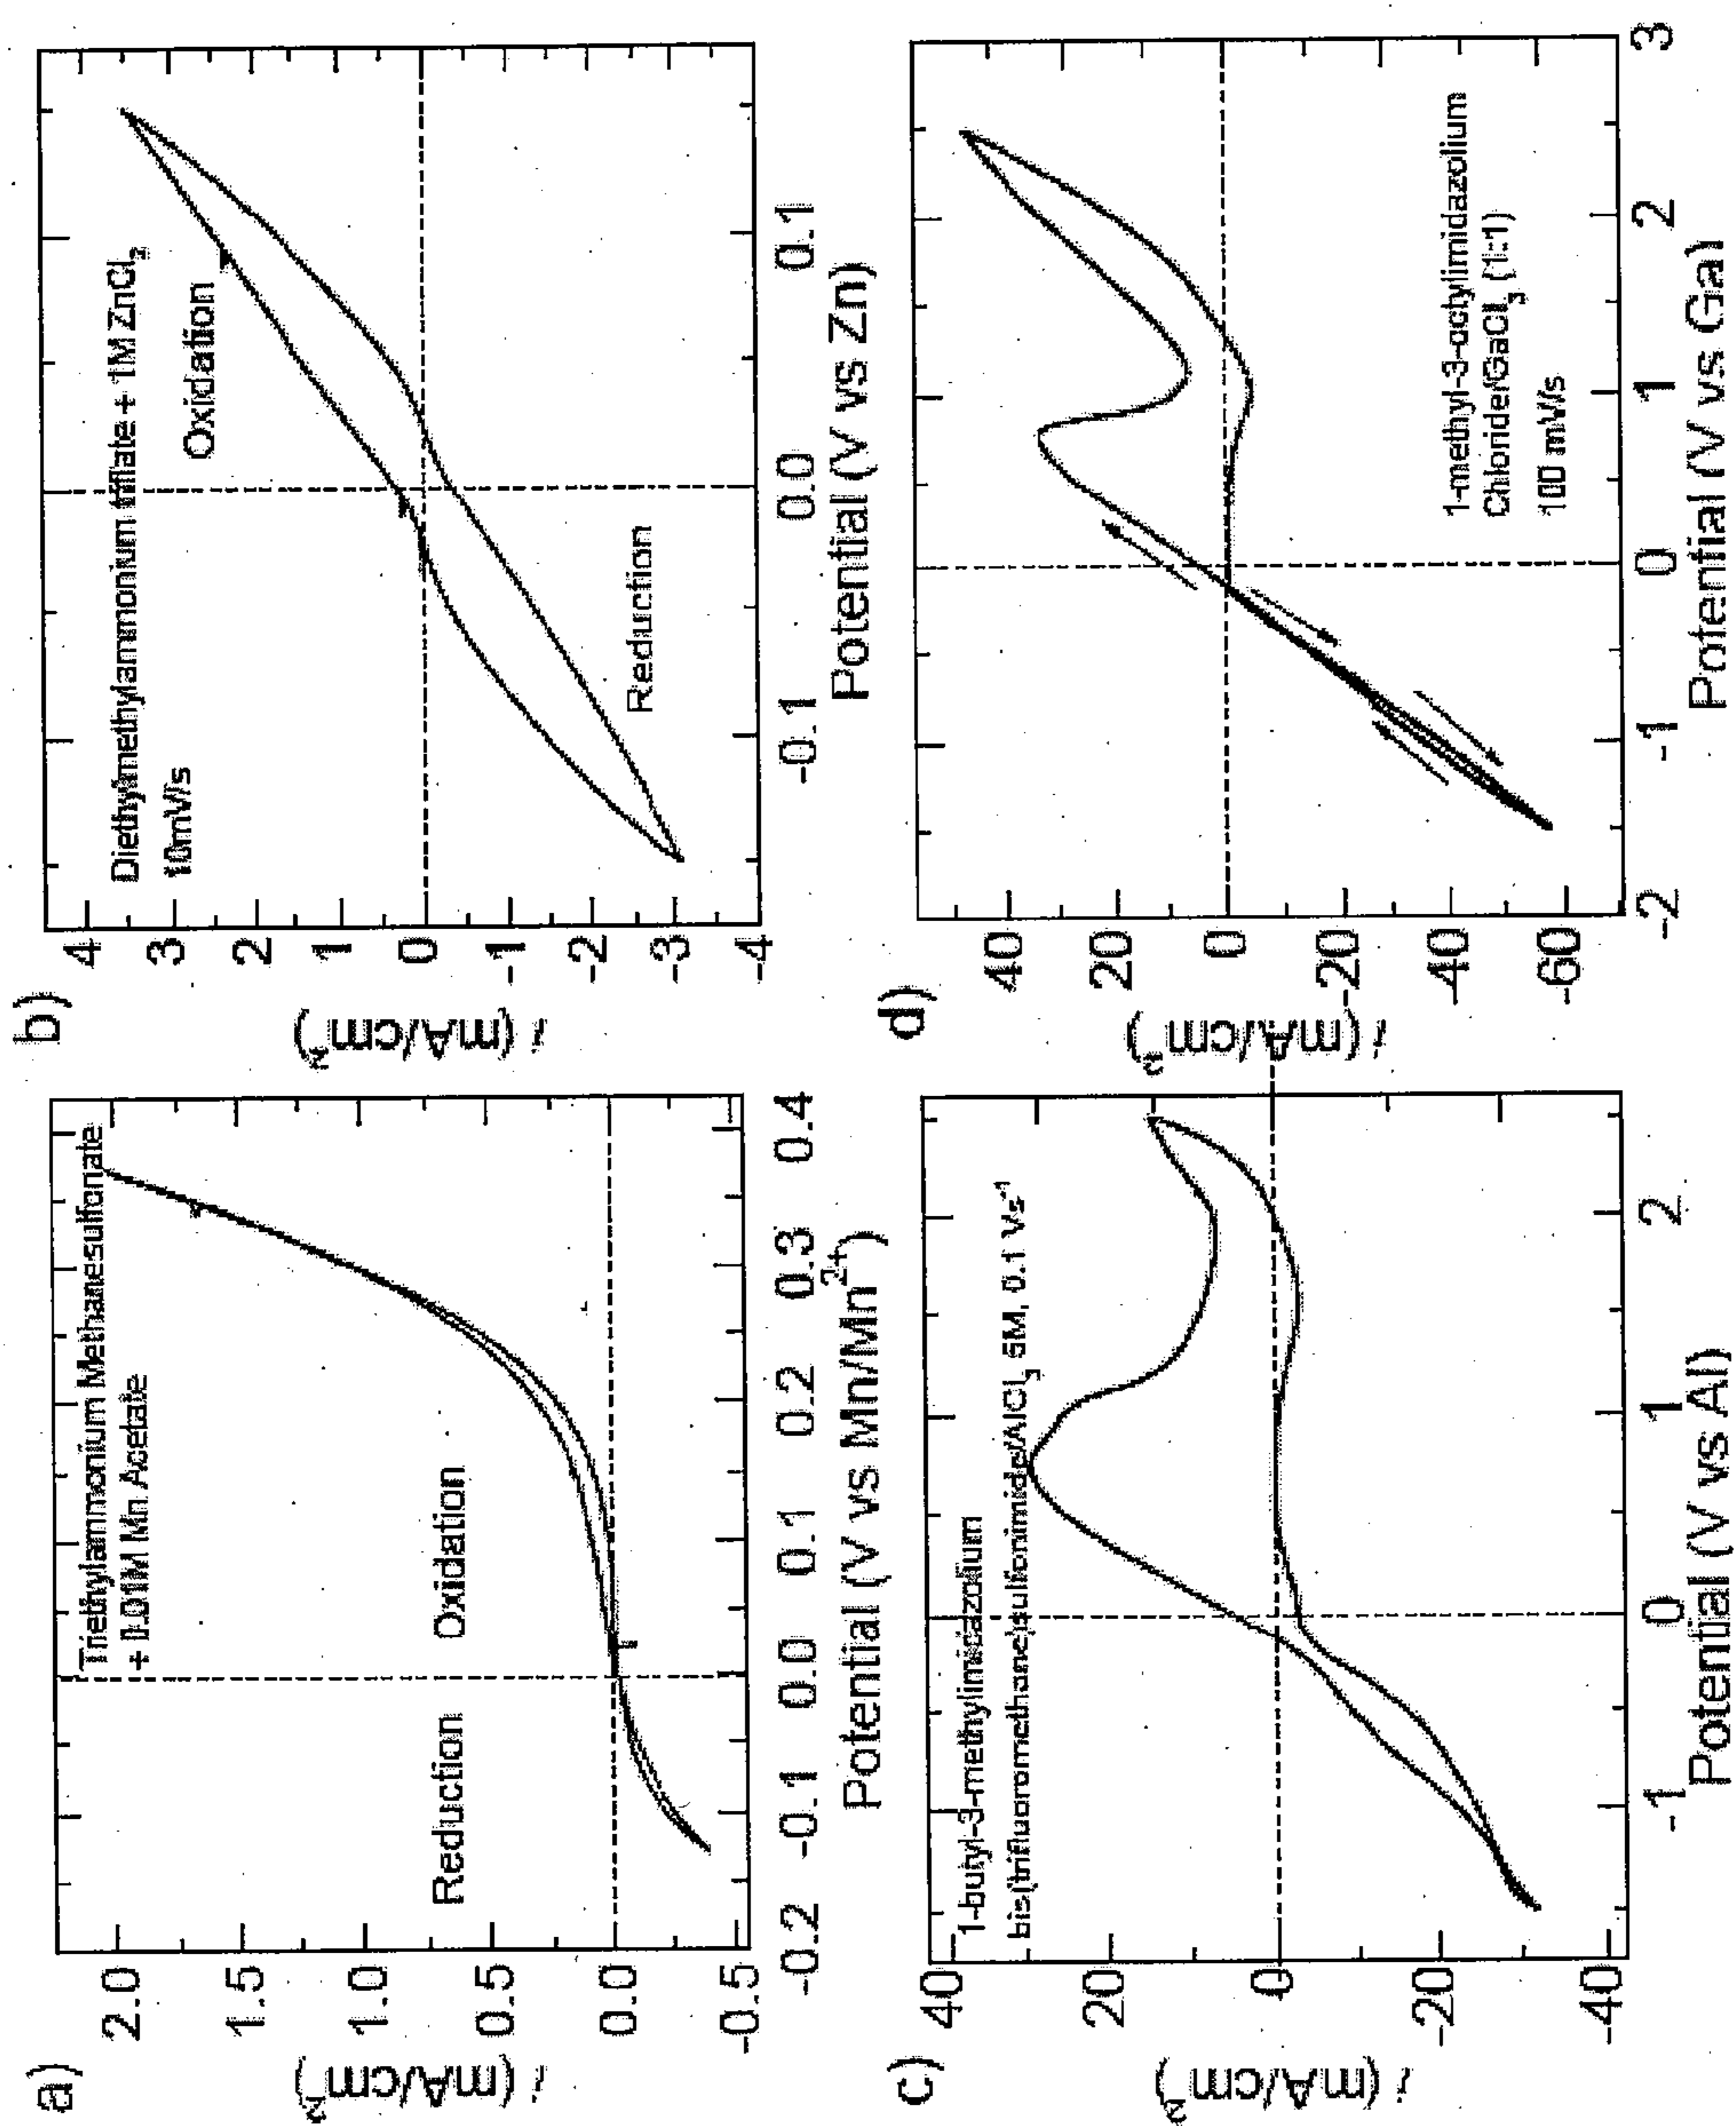 a)
Triethylammonium Methanesulfonate
+ 0.01M Mn Acetate
Reduction
Oxidation
2.0
1.5
1.0
0.5
0.0
-0.5
i (mA/cm²)
-0.2 -0.1 0.0 0.1 0.2 0.3 0.4
Potential (V vs Mn/Mn²⁺)
b)
Diethylmethylammonium triflate + 1M ZnCl₂
10mV/s
Oxidation
Reduction
4
3
2
1
0
-1
-2
-3
-4
i (mA/cm²)
-0.1 0.0 0.1
Potential (V vs Zn)
c)
1-butyl-3-methylimidazolium
bis(trifluoromethane)sulfonimide/AlCl₃ 5M, 0.1 Vs⁻¹
40
20
0
-20
-40
i (mA/cm²)
-1 0 1 2
Potential (V vs Al)
d)
1-methyl-3-octylimidazolium
Chloride/GaCl₃ (1:1)
100 mV/s
40
20
0
-20
-40
-60
i (mA/cm²)
-2 -1 0 1 2 3
Potential (V vs Ga)